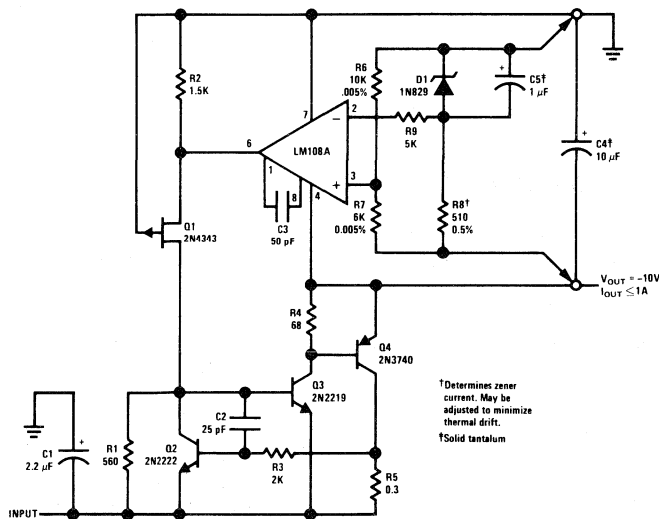 R2
1.5K
R6
10K
.005%
D1
1N829
C5†
1 μF
+
C4†
10 μF
+
7
2
–
R9
5K
6
LM108A
1
8
+
3
4
C3
50 pF
R7
6K
0.005%
R8†
510
0.5%
Q1
2N4343
VOUT = –10V
IOUT ≤ 1A
R4
68
Q4
2N3740
Q3
2N2219
†Determines zener
current. May be
adjusted to minimize
thermal drift.
†Solid tantalum
C1
2.2 μF
+
R1
560
C2
25 pF
Q2
2N2222
R3
2K
R5
0.3
INPUT